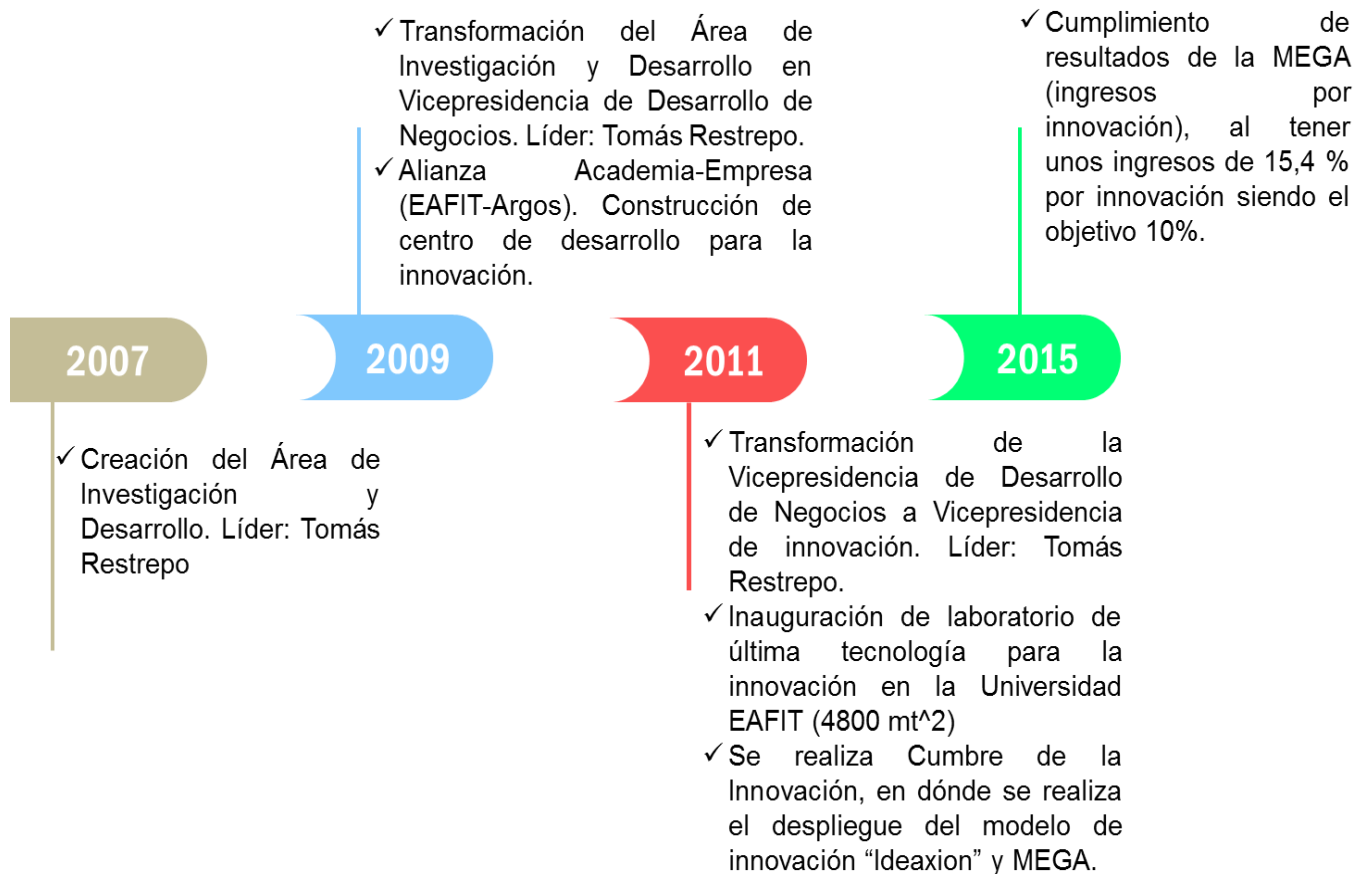 2007
✓ Creación del Área de
Investigación y
Desarrollo. Líder: Tomás
Restrepo
✓ Transformación del Área de
Investigación y Desarrollo en
Vicepresidencia de Desarrollo de
Negocios. Líder: Tomás Restrepo.
✓ Alianza Academia-Empresa
(EAFIT-Argos). Construcción de
centro de desarrollo para la
innovación.
2009
2011
✓ Transformación de la
Vicepresidencia de Desarrollo
de Negocios a Vicepresidencia
de innovación. Líder: Tomás
Restrepo.
✓ Inauguración de laboratorio de
última tecnología para la
innovación en la Universidad
EAFIT (4800 mt^2)
✓ Se realiza Cumbre de la
Innovación, en dónde se realiza
el despliegue del modelo de
innovación “Ideaxion” y MEGA.
✓ Cumplimiento de
resultados de la MEGA
(ingresos por
innovación), al tener
unos ingresos de 15,4 %
por innovación siendo el
objetivo 10%.
2015